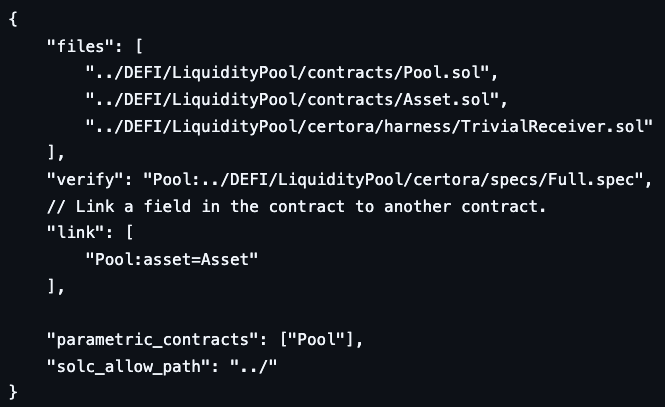 {
    "files": [
        "../DEFI/LiquidityPool/contracts/Pool.sol",
        "../DEFI/LiquidityPool/contracts/Asset.sol",
        "../DEFI/LiquidityPool/certora/harness/TrivialReceiver.sol"
    ],
    "verify": "Pool:../DEFI/LiquidityPool/certora/specs/Full.spec",
    // Link a field in the contract to another contract.
    "link": [
        "Pool:asset=Asset"
    ],

    "parametric_contracts": ["Pool"],
    "solc_allow_path": "../"
}